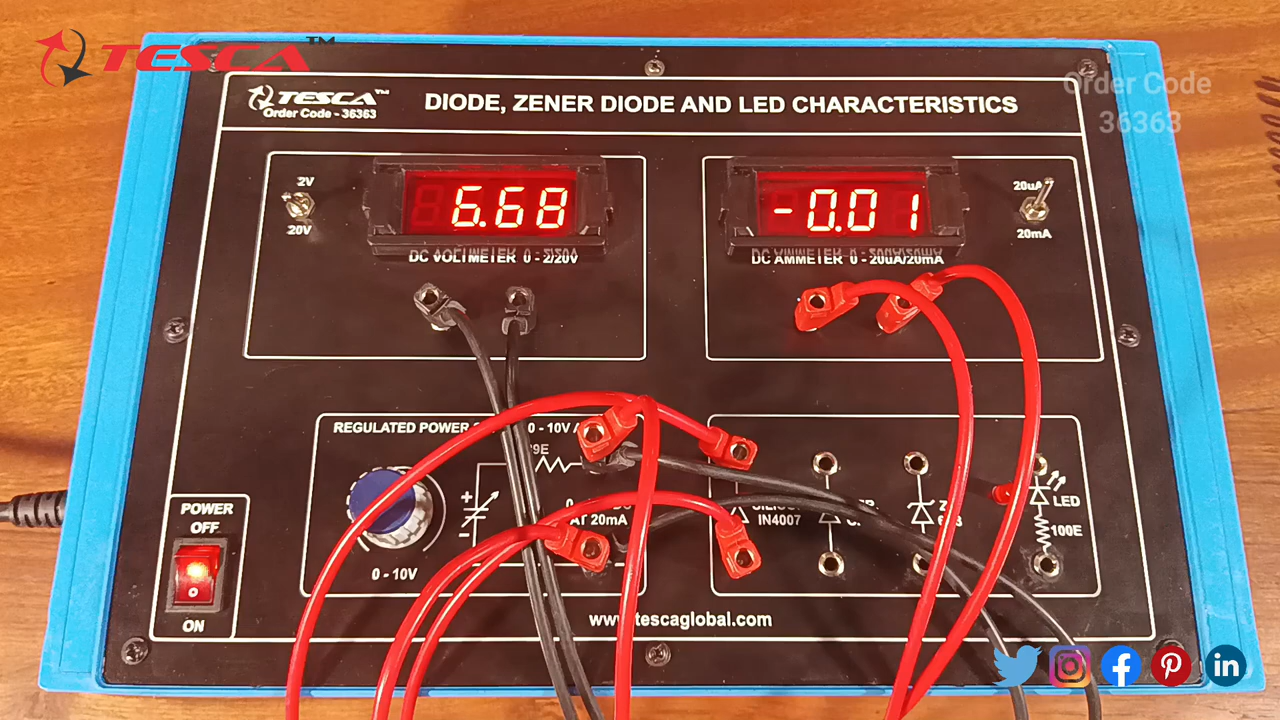 TESCA™
Order Code
36363
TESCA™
Order Code - 36363
DIODE, ZENER DIODE AND LED CHARACTERISTICS
2V
20V
6.68
DC VOLTMETER 0 - 2/20V
-0.01
20uA
20mA
DC AMMETER 0 - 20uA/20mA
REGULATED POWER 0 - 10V
0 - 10V
+
-
AT 20mA
IN4007
LED
100E
POWER
OFF
ON
www.tescaglobal.com